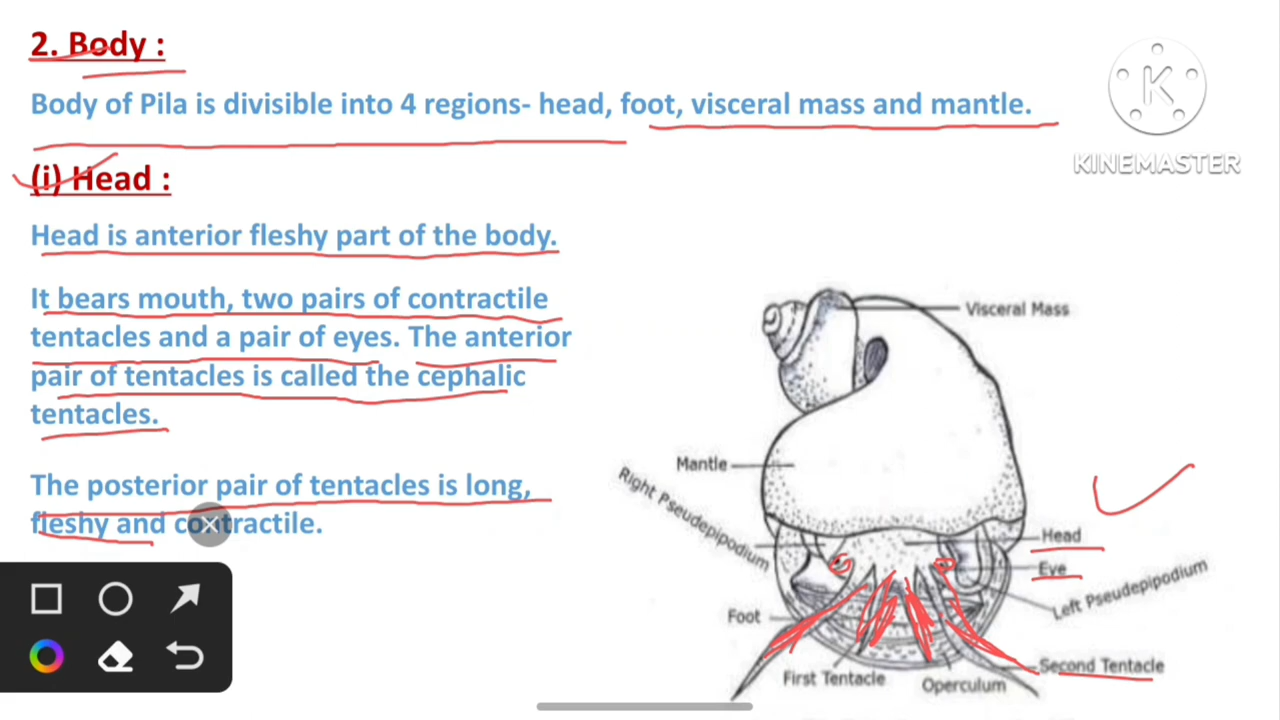 2. Body :
Body of Pila is divisible into 4 regions- head, foot, visceral mass and mantle.
KINEMASTER
(i) Head :
Head is anterior fleshy part of the body.
It bears mouth, two pairs of contractile
tentacles and a pair of eyes. The anterior
pair of tentacles is called the cephalic
tentacles.
The posterior pair of tentacles is long,
fleshy and contractile.
Visceral Mass
Mantle
Right Pseudepipodium
Head
Eye
Left Pseudepipodium
Foot
Second Tentacle
First Tentacle
Operculum